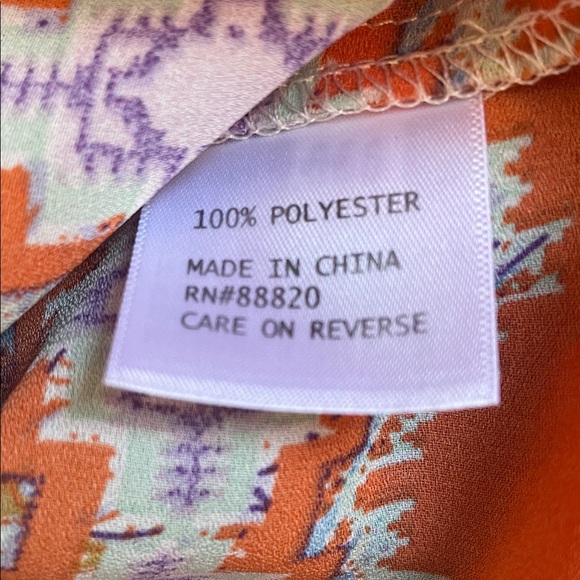 100% POLYESTER
MADE IN CHINA
RN#88820
CARE ON REVERSE